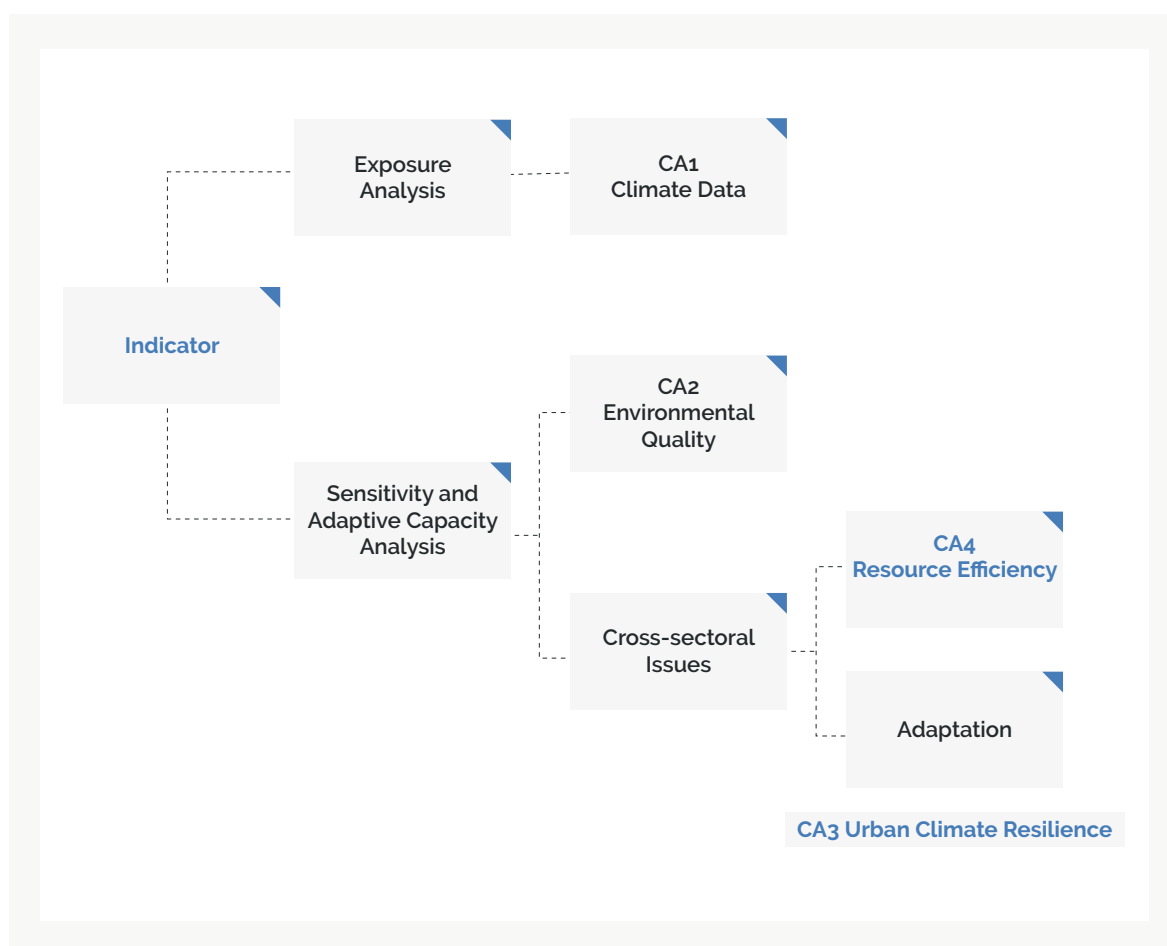 Exposure
Analysis
CA1
Climate Data
Indicator
CA2
Environmental
Quality
Sensitivity and
Adaptive Capacity
Analysis
CA4
Resource Efficiency
Cross-sectoral
Issues
Adaptation
CA3 Urban Climate Resilience